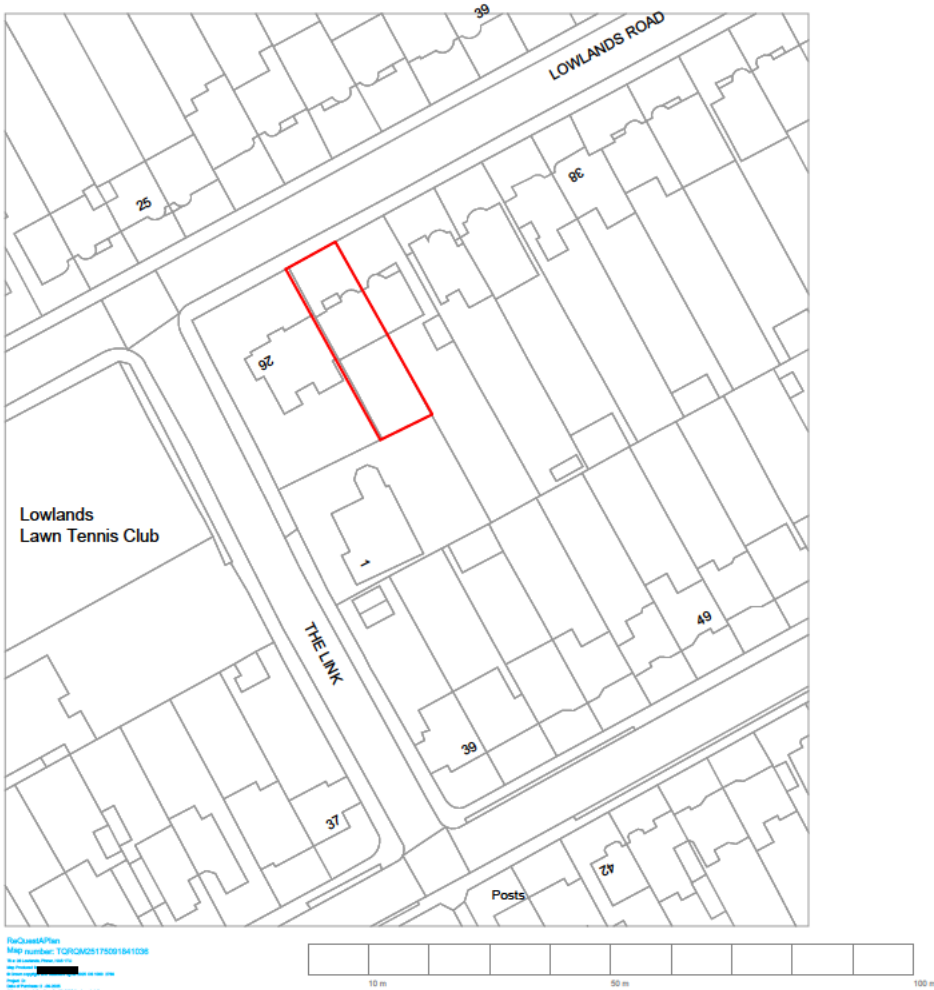 39
LOWLANDS ROAD
25
38
26
Lowlands
Lawn Tennis Club
1
49
THE LINK
39
37
42
Posts
ReQuestAPlan
Map number: TQRQM25175091841036
10 m
50 m
100 m